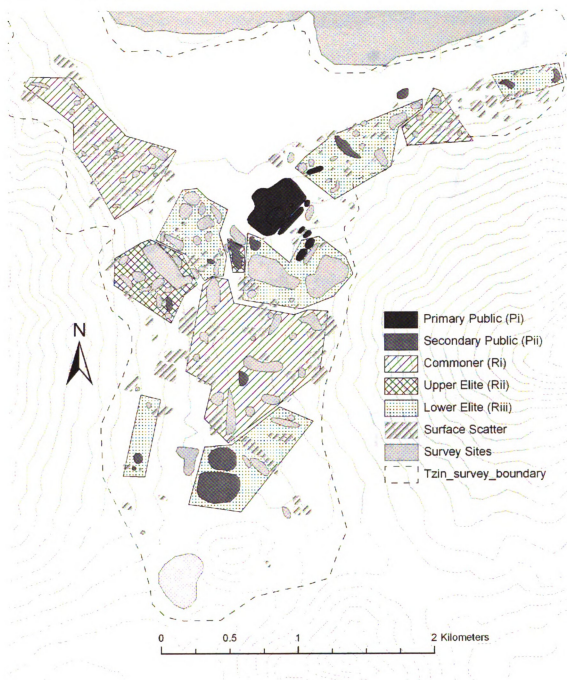 N
Primary Public (Pi)
Secondary Public (Pii)
Commoner (Ri)
Upper Elite (Rii)
Lower Elite (Riii)
Surface Scatter
Survey Sites
Tzin_survey_boundary
0 0.5 1 2 Kilometers